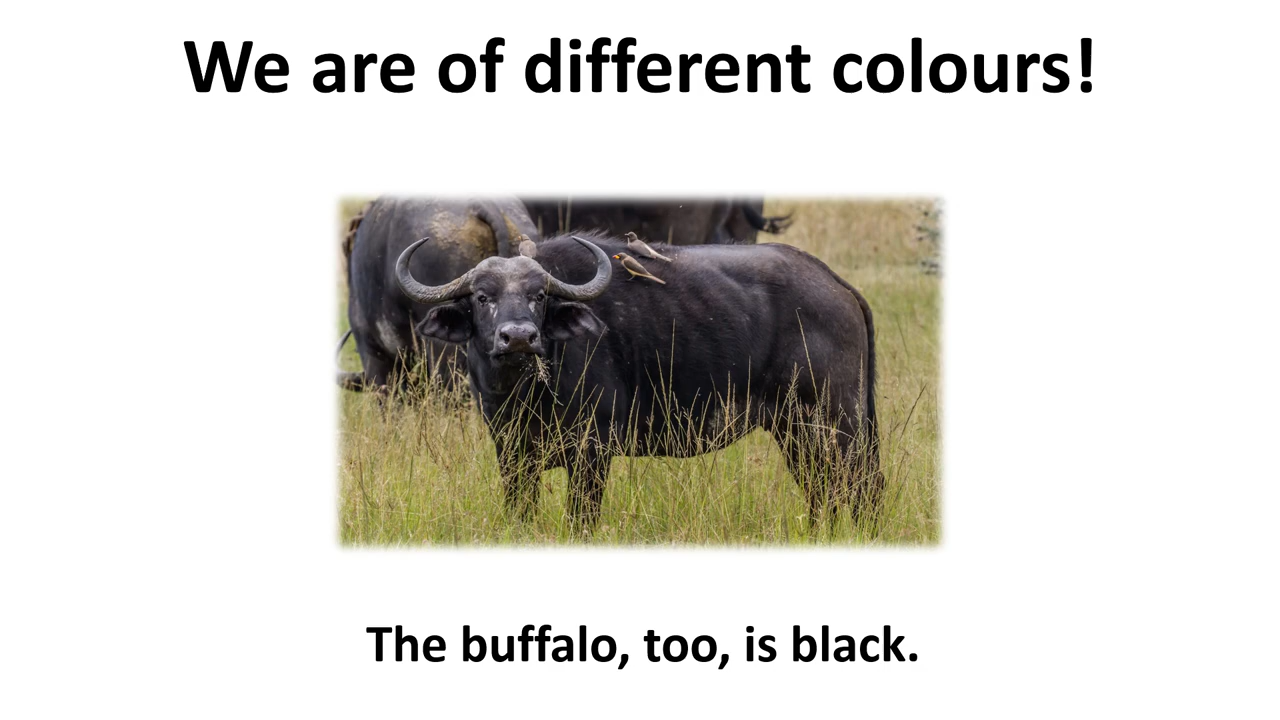 We are of different colours!
The buffalo, too, is black.